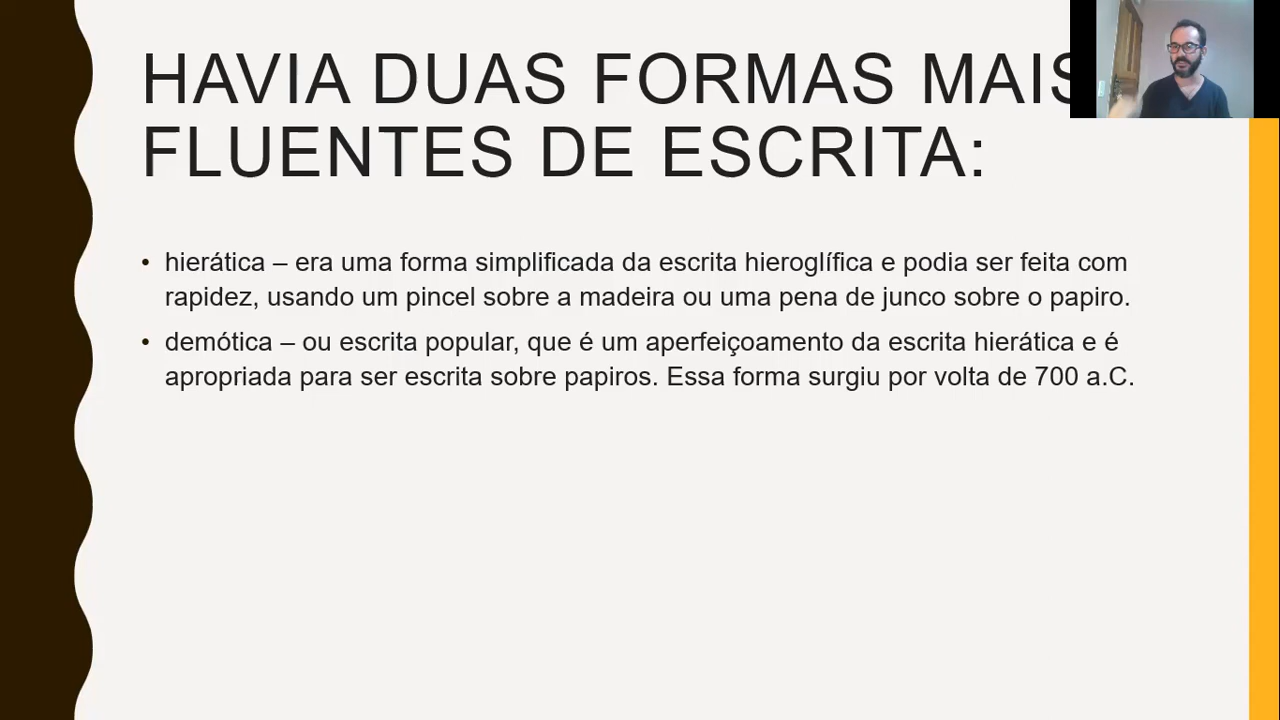 HAVIA DUAS FORMAS MAIS
FLUENTES DE ESCRITA:
• hierática – era uma forma simplificada da escrita hieroglífica e podia ser feita com
rapidez, usando um pincel sobre a madeira ou uma pena de junco sobre o papiro.
• demótica – ou escrita popular, que é um aperfeiçoamento da escrita hierática e é
apropriada para ser escrita sobre papiros. Essa forma surgiu por volta de 700 a.C.